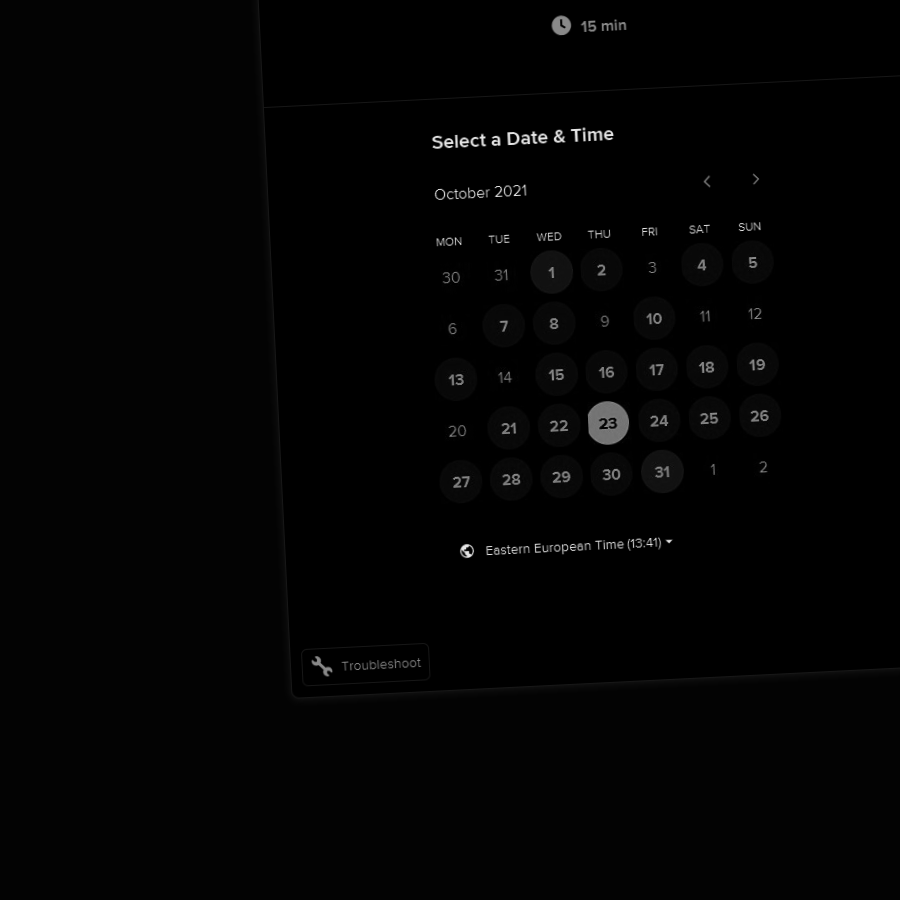 15 min
Select a Date & Time
October 2021
MON TUE WED THU FRI SAT SUN
30 31 1 2 3 4 5
6 7 8 9 10 11 12
13 14 15 16 17 18 19
20 21 22 23 24 25 26
27 28 29 30 31 1 2
Eastern European Time (13:41)
Troubleshoot